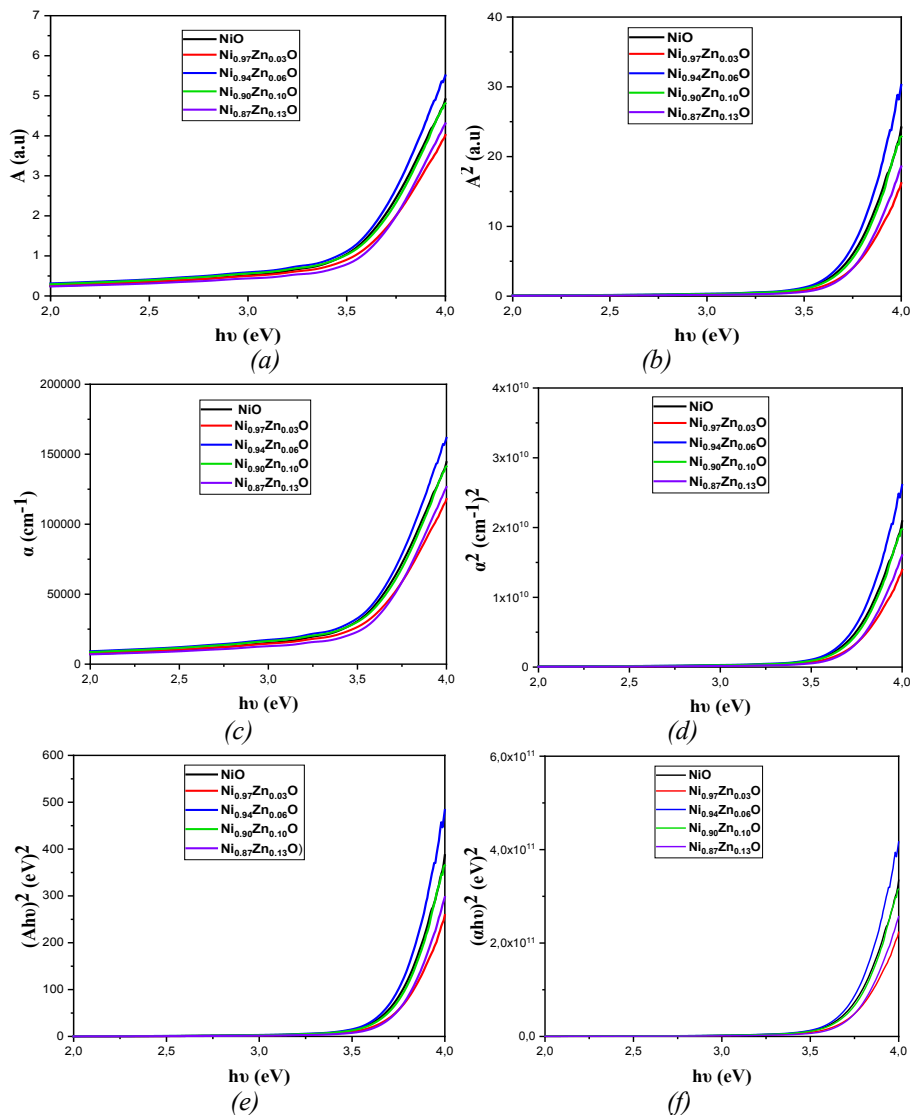 7
6
5
4
3
2
1
0
A (a.u)
NiO
Ni0.97Zn0.03O
Ni0.94Zn0.06O
Ni0.90Zn0.10O
Ni0.87Zn0.13O
2,0 2,5 3,0 3,5 4,0
hυ (eV)
(a)
40
30
20
10
0
A² (a.u)
NiO
Ni0.97Zn0.03O
Ni0.94Zn0.06O
Ni0.90Zn0.10O
Ni0.87Zn0.13O
2,0 2,5 3,0 3,5 4,0
hυ (eV)
(b)
200000
150000
100000
50000
0
α (cm⁻¹)
NiO
Ni0.97Zn0.03O
Ni0.94Zn0.06O
Ni0.90Zn0.10O
Ni0.87Zn0.13O
2,0 2,5 3,0 3,5 4,0
hυ (eV)
(c)
4x10¹⁰
3x10¹⁰
2x10¹⁰
1x10¹⁰
0
α² (cm⁻¹)²
NiO
Ni0.97Zn0.03O
Ni0.94Zn0.06O
Ni0.90Zn0.10O
Ni0.87Zn0.13O
2,0 2,5 3,0 3,5 4,0
hυ (eV)
(d)
600
500
400
300
200
100
0
(Ahυ)² (eV)²
NiO
Ni0.97Zn0.03O
Ni0.94Zn0.06O
Ni0.90Zn0.10O
Ni0.87Zn0.13O)
2,0 2,5 3,0 3,5 4,0
hυ (eV)
(e)
6,0x10¹¹
4,0x10¹¹
2,0x10¹¹
0,0
(αhυ)² (eV)²
NiO
Ni0.97Zn0.03O
Ni0.94Zn0.06O
Ni0.90Zn0.10O
Ni0.87Zn0.13O
2,0 2,5 3,0 3,5 4,0
hυ (eV)
(f)